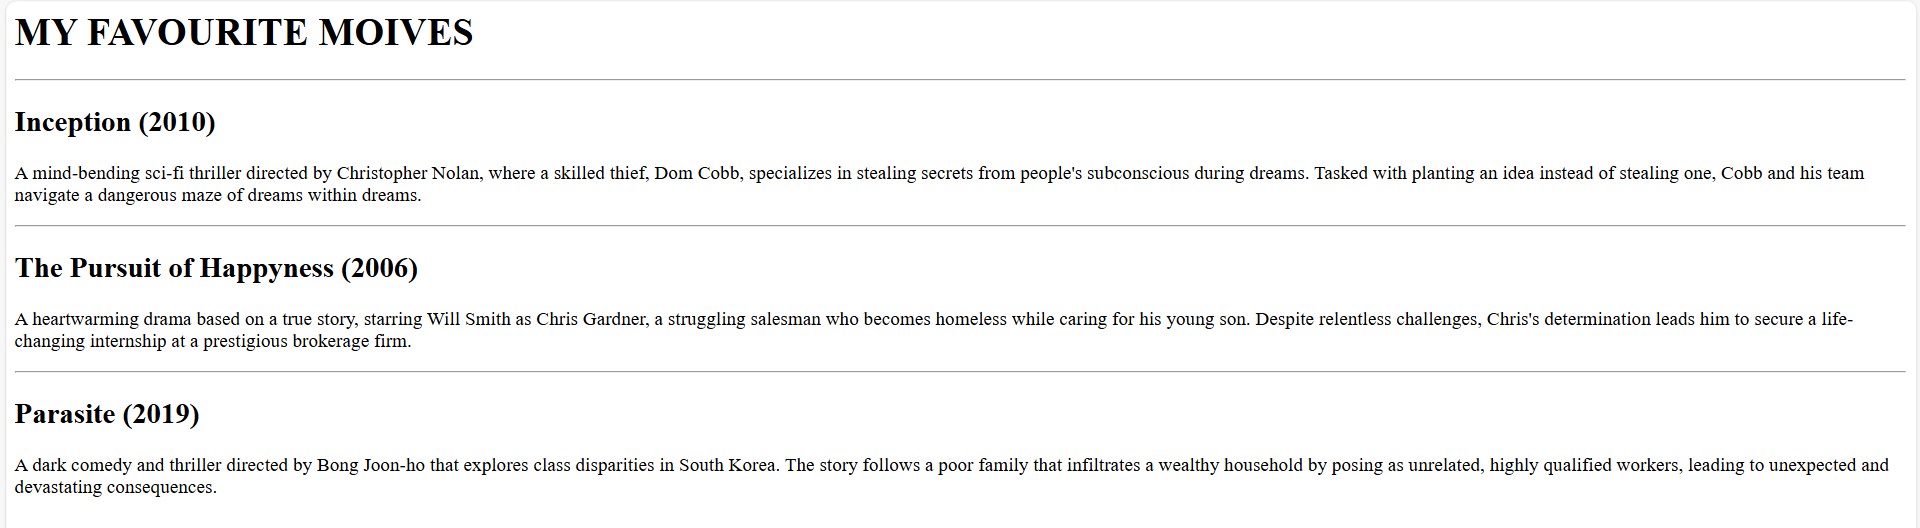 MY FAVOURITE MOIVES
Inception (2010)
A mind-bending sci-fi thriller directed by Christopher Nolan, where a skilled thief, Dom Cobb, specializes in stealing secrets from people's subconscious during dreams. Tasked with planting an idea instead of stealing one, Cobb and his team
navigate a dangerous maze of dreams within dreams.
The Pursuit of Happyness (2006)
A heartwarming drama based on a true story, starring Will Smith as Chris Gardner, a struggling salesman who becomes homeless while caring for his young son. Despite relentless challenges, Chris's determination leads him to secure a life-
changing internship at a prestigious brokerage firm.
Parasite (2019)
A dark comedy and thriller directed by Bong Joon-ho that explores class disparities in South Korea. The story follows a poor family that infiltrates a wealthy household by posing as unrelated, highly qualified workers, leading to unexpected and
devastating consequences.